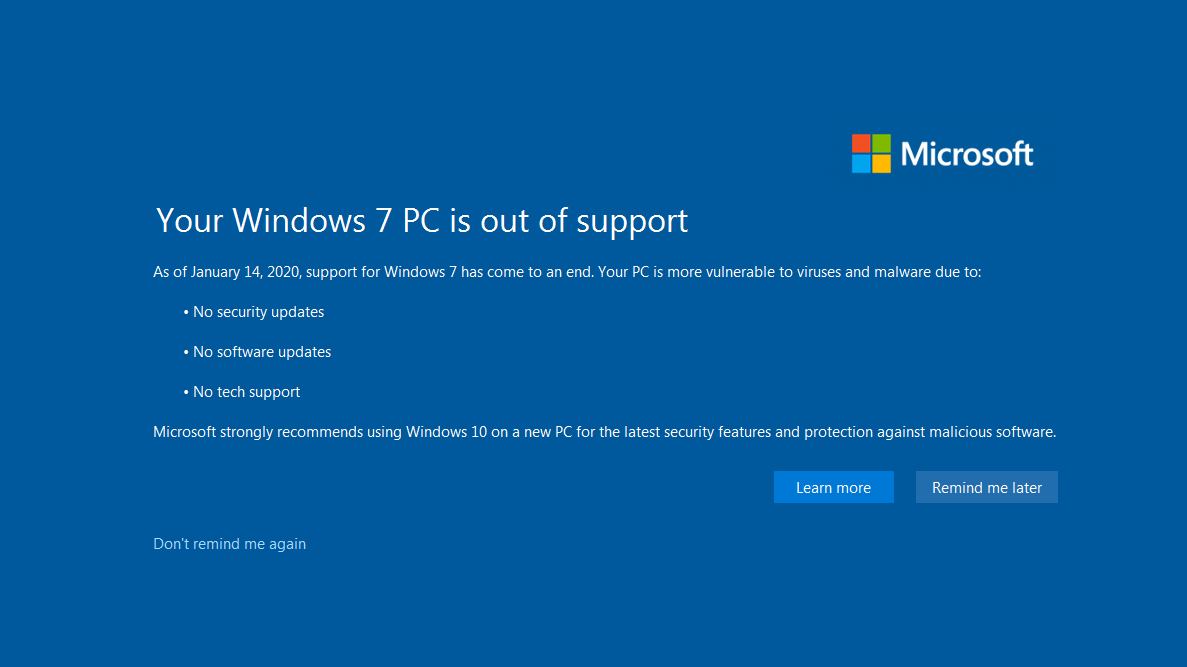 Microsoft
Your Windows 7 PC is out of support
As of January 14, 2020, support for Windows 7 has come to an end. Your PC is more vulnerable to viruses and malware due to:
• No security updates
• No software updates
• No tech support
Microsoft strongly recommends using Windows 10 on a new PC for the latest security features and protection against malicious software.
Learn more
Remind me later
Don't remind me again